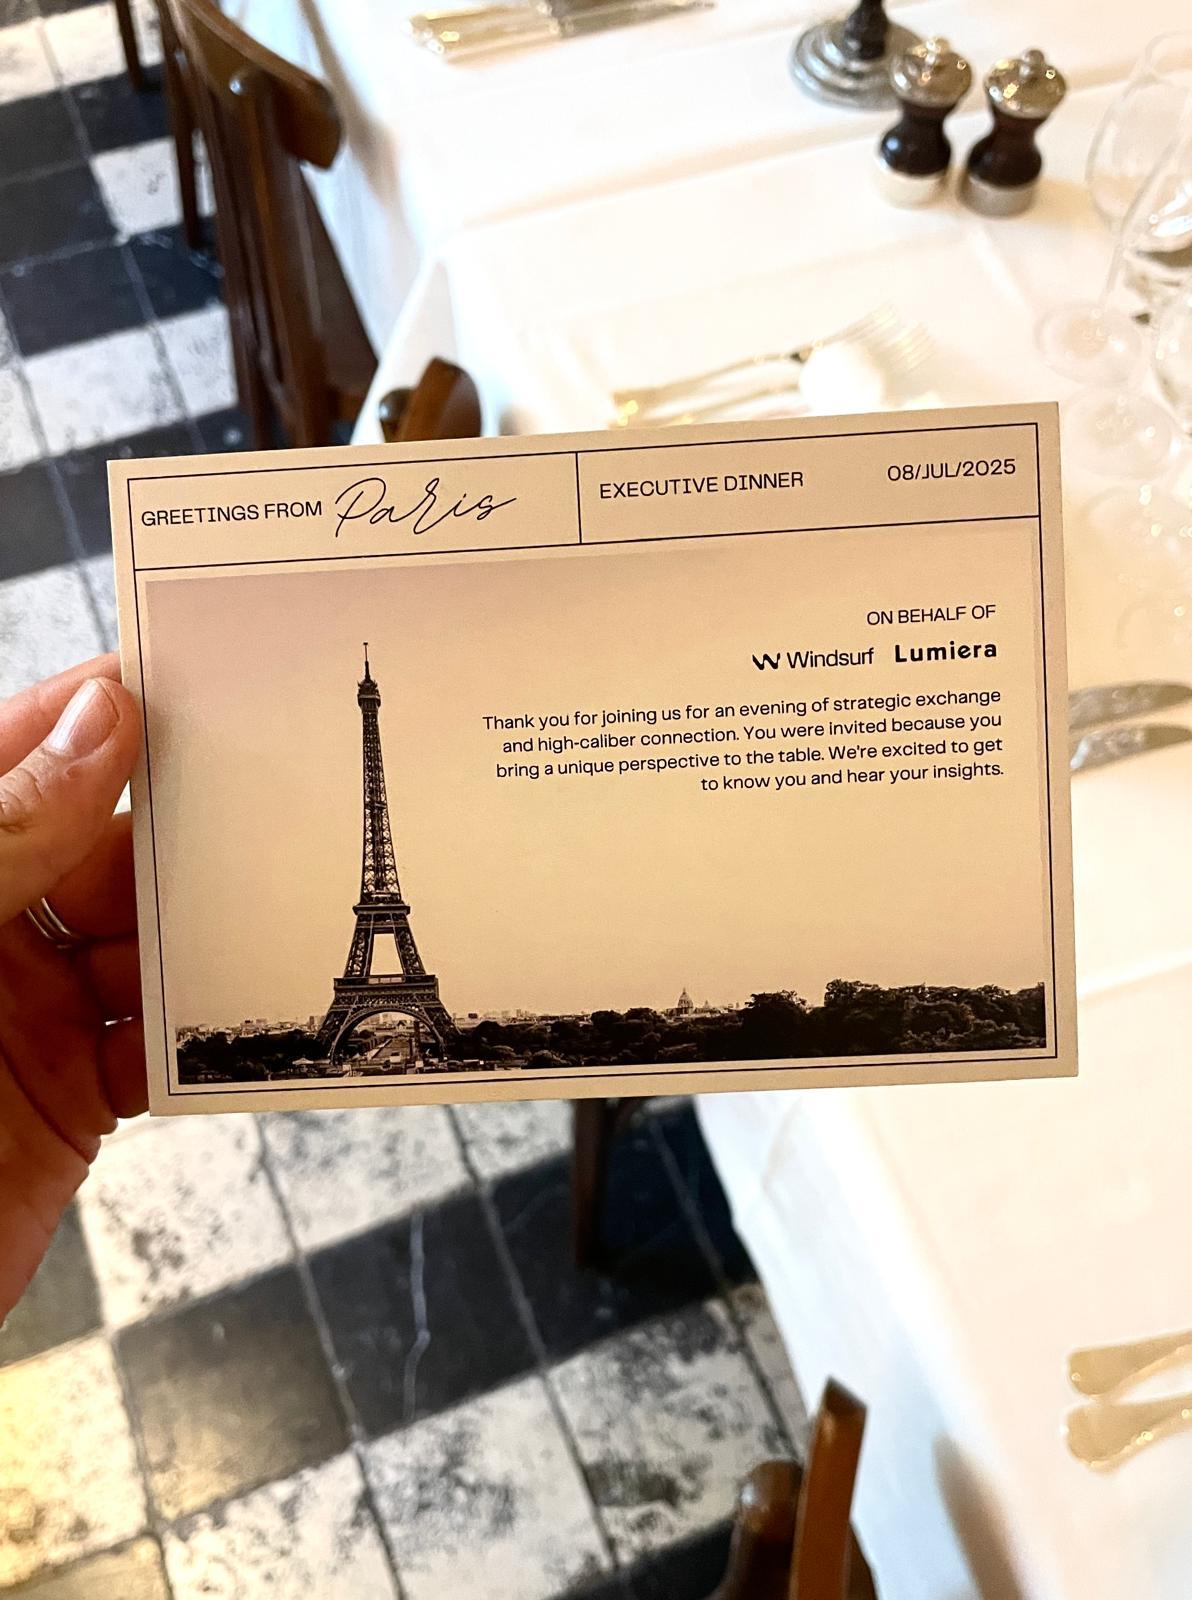 GREETINGS FROM Paris
EXECUTIVE DINNER
08/JUL/2025
ON BEHALF OF
Windsurf Lumiera
Thank you for joining us for an evening of strategic exchange
and high-caliber connection. You were invited because you
bring a unique perspective to the table. We're excited to get
to know you and hear your insights.